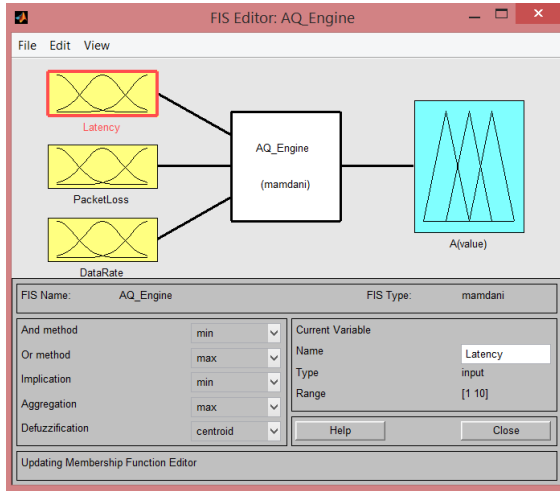 FIS Editor: AQ_Engine
File Edit View
Latency
PacketLoss
DataRate
AQ_Engine
(mamdani)
A(value)
FIS Name: AQ_Engine FIS Type: mamdani
And method min
Or method max
Implication min
Aggregation max
Defuzzification centroid
Current Variable
Name Latency
Type input
Range [1 10]
Help Close
Updating Membership Function Editor